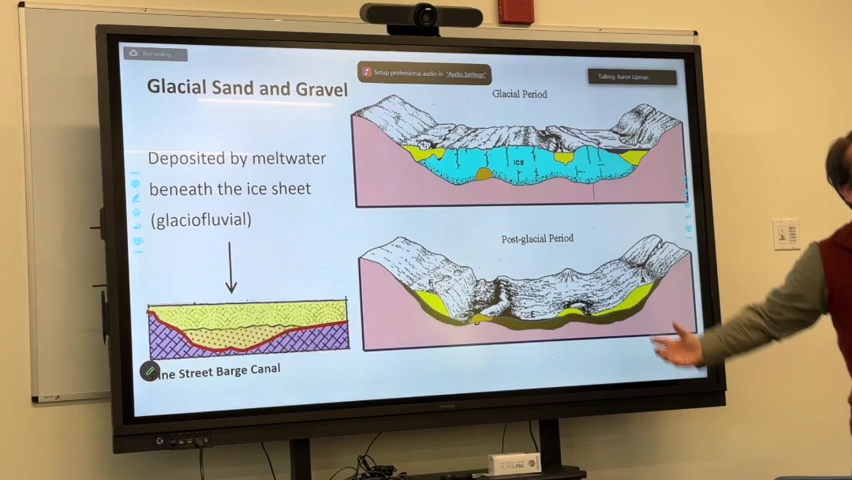 Recording
Setup professional audio in "Audio Settings"
Talking: Aaron Lipman
Glacial Sand and Gravel
Glacial Period
Deposited by meltwater
beneath the ice sheet
(glaciofluvial)
ICE
Post-glacial Period
E
ine Street Barge Canal